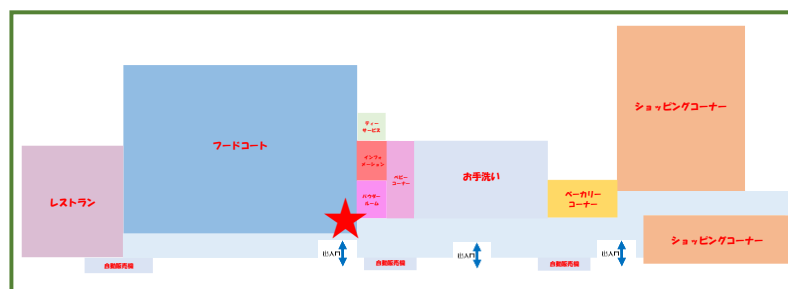 ショッピングコーナー
ティー
サービス
フードコート
インフォ
メーション
ベビー
コーナー
お手洗い
レストラン
パウダー
ルーム
ベーカリー
コーナー
ショッピングコーナー
出入口
出入口
出入口
自動販売機
自動販売機
自動販売機